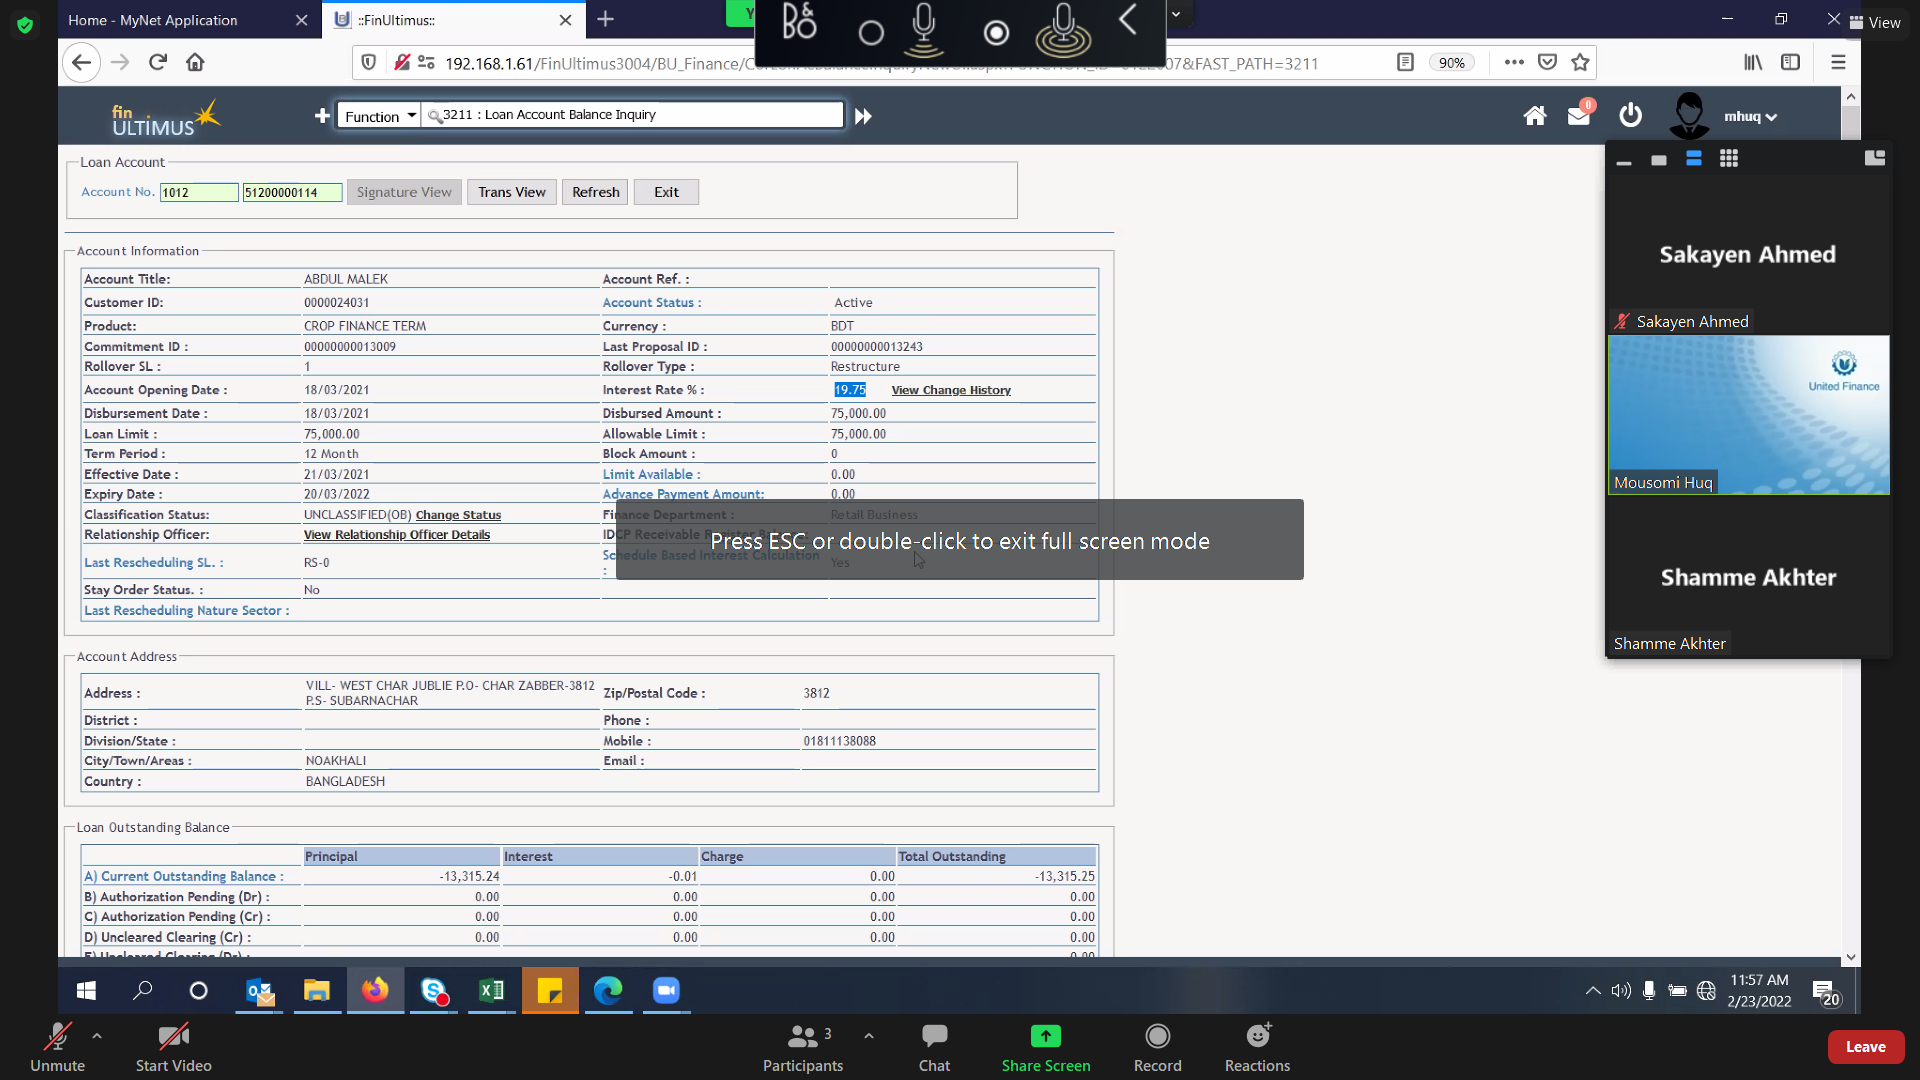 Home - MyNet Application
::FinUltimus::
View
192.168.1.61/FinUltimus3004/BU_Finance/
&FAST_PATH=3211
90%
B&O
fin ULTIMUS
Function
3211 : Loan Account Balance Inquiry
0
mhuq
Loan Account
Account No. 1012 51200000114 Signature View Trans View Refresh Exit
Account Information
Account Title: ABDUL MALEK Account Ref. :
Customer ID: 0000024031 Account Status : Active
Product: CROP FINANCE TERM Currency : BDT
Commitment ID : 00000000013009 Last Proposal ID : 00000000013243
Rollover SL : 1 Rollover Type : Restructure
Account Opening Date : 18/03/2021 Interest Rate % : 19.75 View Change History
Disbursement Date : 18/03/2021 Disbursed Amount : 75,000.00
Loan Limit : 75,000.00 Allowable Limit : 75,000.00
Term Period : 12 Month Block Amount : 0
Effective Date : 21/03/2021 Limit Available : 0.00
Expiry Date : 20/03/2022 Advance Payment Amount: 0.00
Classification Status: UNCLASSIFIED(OB) Change Status Finance Department : Retail Business
Relationship Officer: View Relationship Officer Details IDCP Receivable Register
Press ESC or double-click to exit full screen mode
Last Rescheduling SL. : RS-0 Schedule Based Interest Calculation : Yes
Stay Order Status. : No
Last Rescheduling Nature Sector :
Account Address
Address : VILL- WEST CHAR JUBLIE P.O- CHAR ZABBER-3812 Zip/Postal Code : 3812
P.S- SUBARNACHAR
District : Phone :
Division/State : Mobile : 01811138088
City/Town/Areas : NOAKHALI Email :
Country : BANGLADESH
Loan Outstanding Balance
Principal Interest Charge Total Outstanding
A) Current Outstanding Balance : -13,315.24 -0.01 0.00 -13,315.25
B) Authorization Pending (Dr) : 0.00 0.00 0.00 0.00
C) Authorization Pending (Cr) : 0.00 0.00 0.00 0.00
D) Uncleared Clearing (Cr) : 0.00 0.00 0.00 0.00
E) Uncleared Clearing (Dr) : 0.00 0.00 0.00 0.00
Sakayen Ahmed
Sakayen Ahmed
United Finance
Mousomi Huq
Shamme Akhter
Shamme Akhter
11:57 AM
2/23/2022
20
Unmute
Start Video
Participants 3
Chat
Share Screen
Record
Reactions
Leave